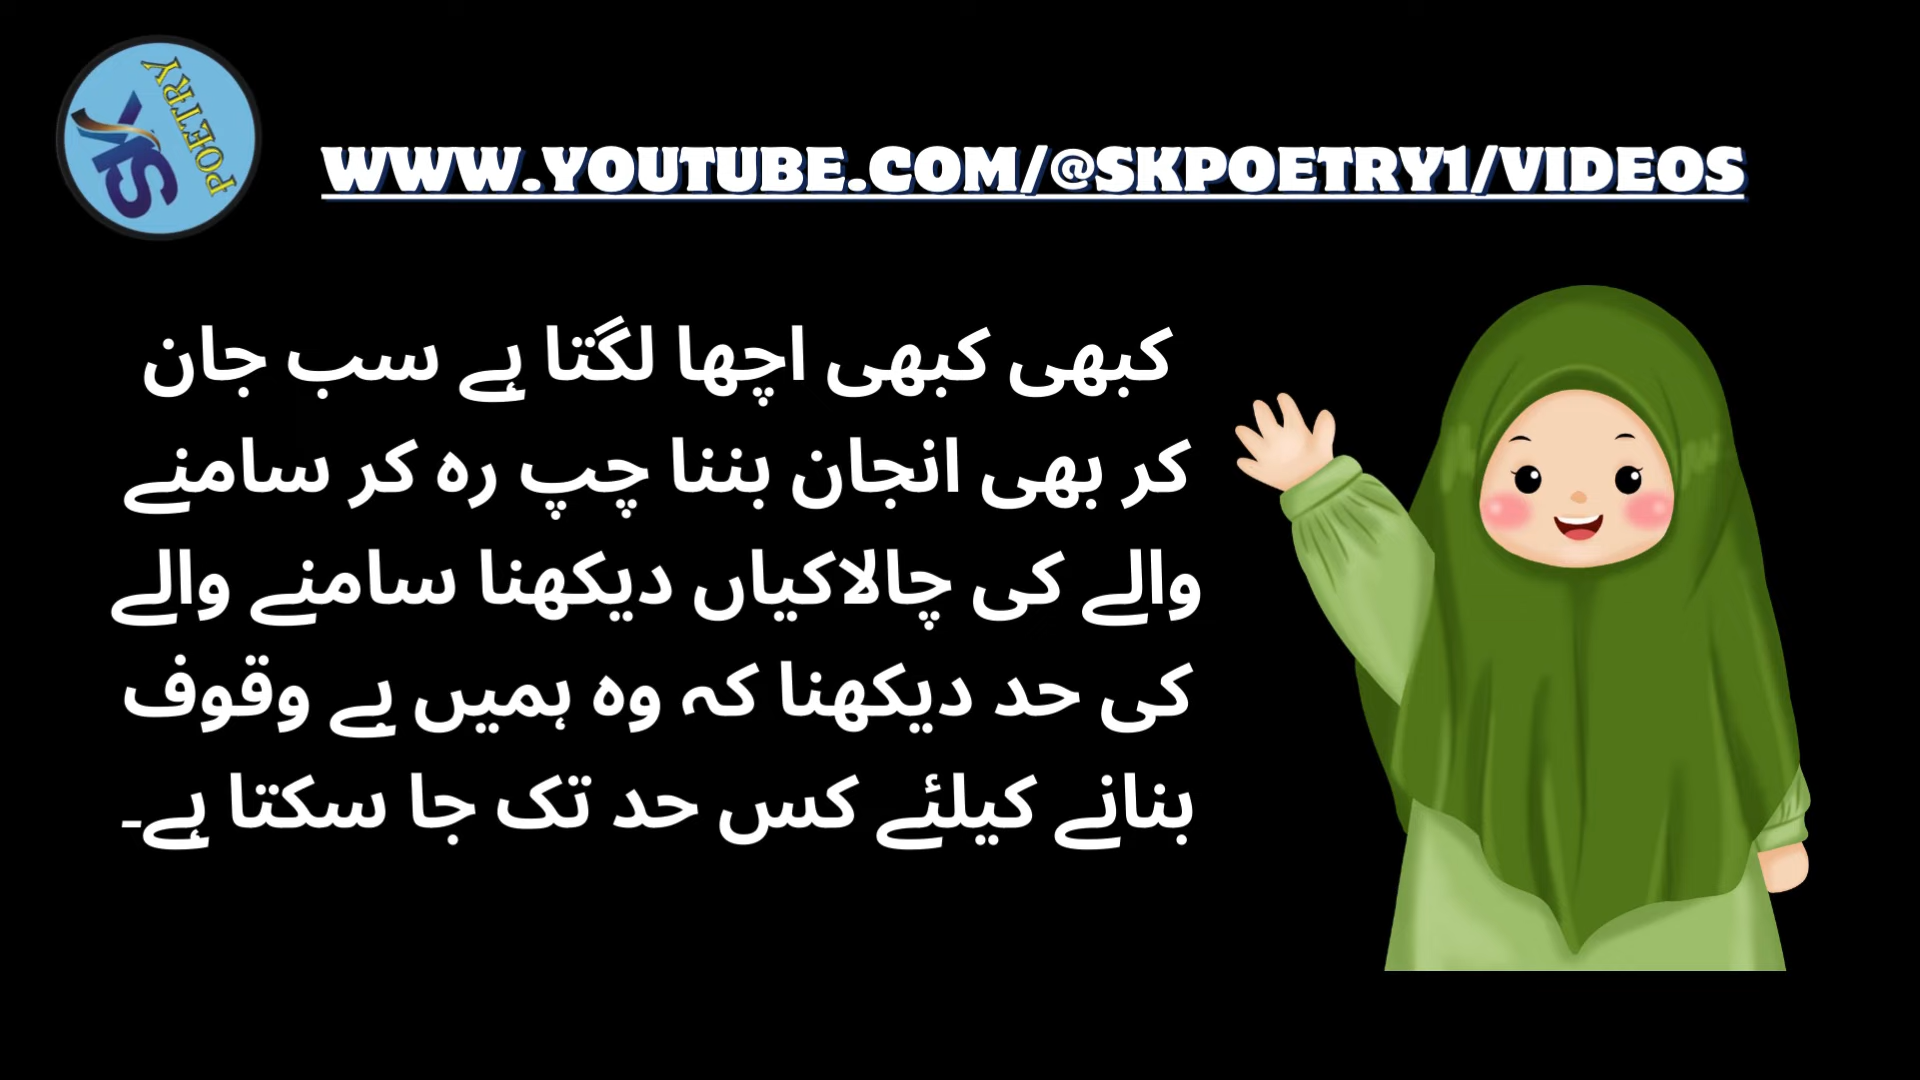 POETRY
SK
WWW.YOUTUBE.COM/@SKPOETRY1/VIDEOS
کبھی کبھی اچھا لگتا ہے سب جان
کر بھی انجان بننا چپ رہ کر سامنے
والے کی چالاکیاں دیکھنا سامنے والے
کی حد دیکھنا کہ وہ ہمیں بے وقوف
بنانے کیلئے کس حد تک جا سکتا ہے۔